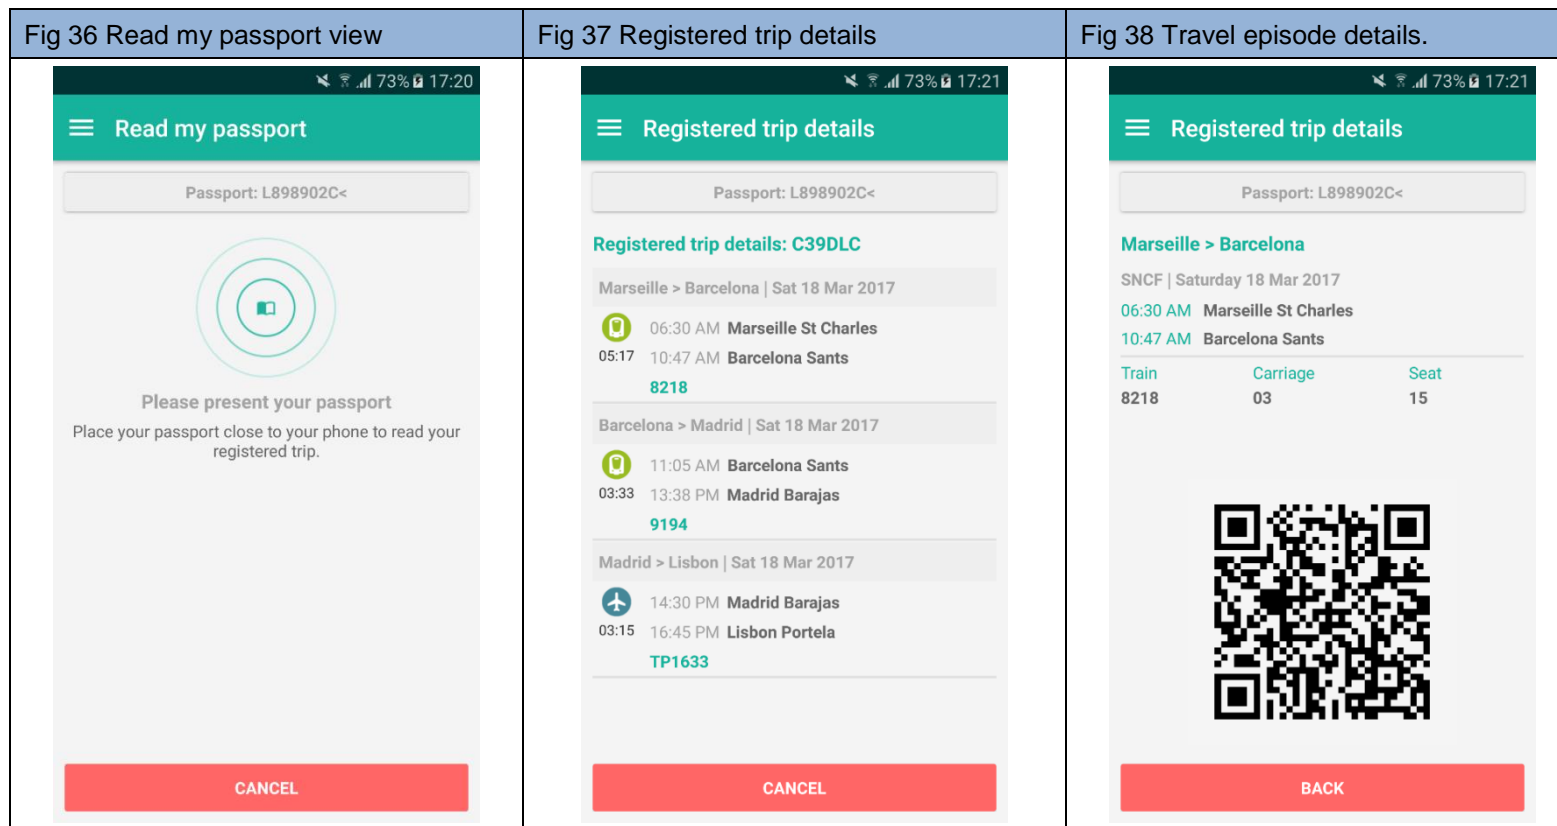 Fig 36 Read my passport view
73% 17:20
Read my passport
Passport: L898902C<
Please present your passport
Place your passport close to your phone to read your
registered trip.
CANCEL
Fig 37 Registered trip details
73% 17:21
Registered trip details
Passport: L898902C<
Registered trip details: C39DLC
Marseille > Barcelona | Sat 18 Mar 2017
06:30 AM Marseille St Charles
05:17 10:47 AM Barcelona Sants
8218
Barcelona > Madrid | Sat 18 Mar 2017
11:05 AM Barcelona Sants
03:33 13:38 PM Madrid Barajas
9194
Madrid > Lisbon | Sat 18 Mar 2017
14:30 PM Madrid Barajas
03:15 16:45 PM Lisbon Portela
TP1633
CANCEL
Fig 38 Travel episode details.
73% 17:21
Registered trip details
Passport: L898902C<
Marseille > Barcelona
SNCF | Saturday 18 Mar 2017
06:30 AM Marseille St Charles
10:47 AM Barcelona Sants
Train Carriage Seat
8218 03 15
BACK